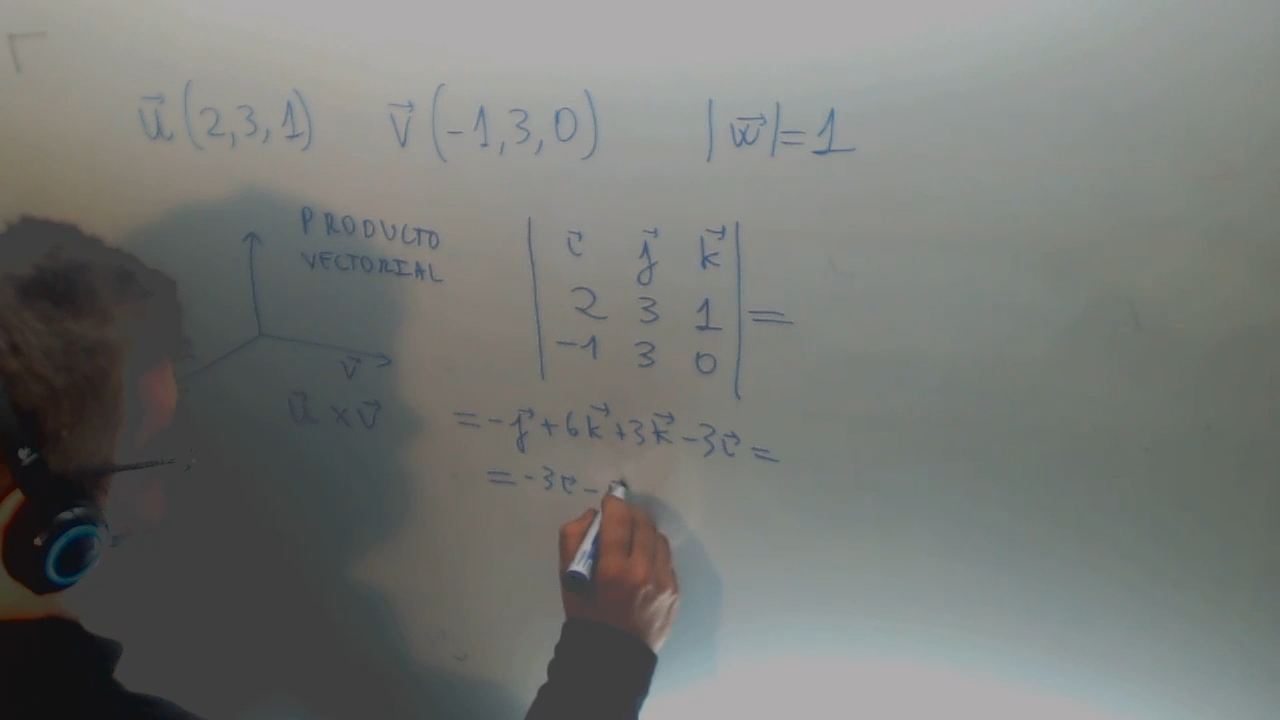 u⃗ (2,3,1) v⃗ (-1,3,0) |w⃗|=1
PRODUCTO
VECTORIAL
| i⃗ j⃗ k⃗ |
| 2 3 1 | =
| -1 3 0 |
v⃗
u⃗ x v⃗
= -j⃗ + 6k⃗ + 3k⃗ - 3i⃗ =
= -3i⃗ -